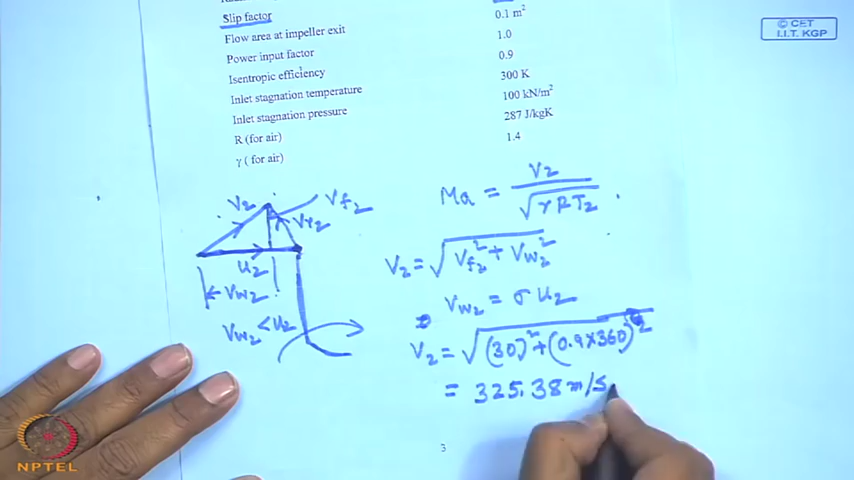 Slip factor
0.1 m²
Flow area at impeller exit
1.0
Power input factor
0.9
Isentropic efficiency
300 K
Inlet stagnation temperature
100 kN/m²
Inlet stagnation pressure
287 J/kgK
R (for air)
1.4
γ ( for air)
© CET
I.I.T. KGP
Ma = V2 / √γRT2 .
V2 Vf2
Vr2
u2
Vw2
Vw2 < u2
V2 = √Vf2² + Vw2²
Vw2 = σ u2
V2 = √(30)² + (0.9×360)²
= 325.38 m/s
3
NPTEL